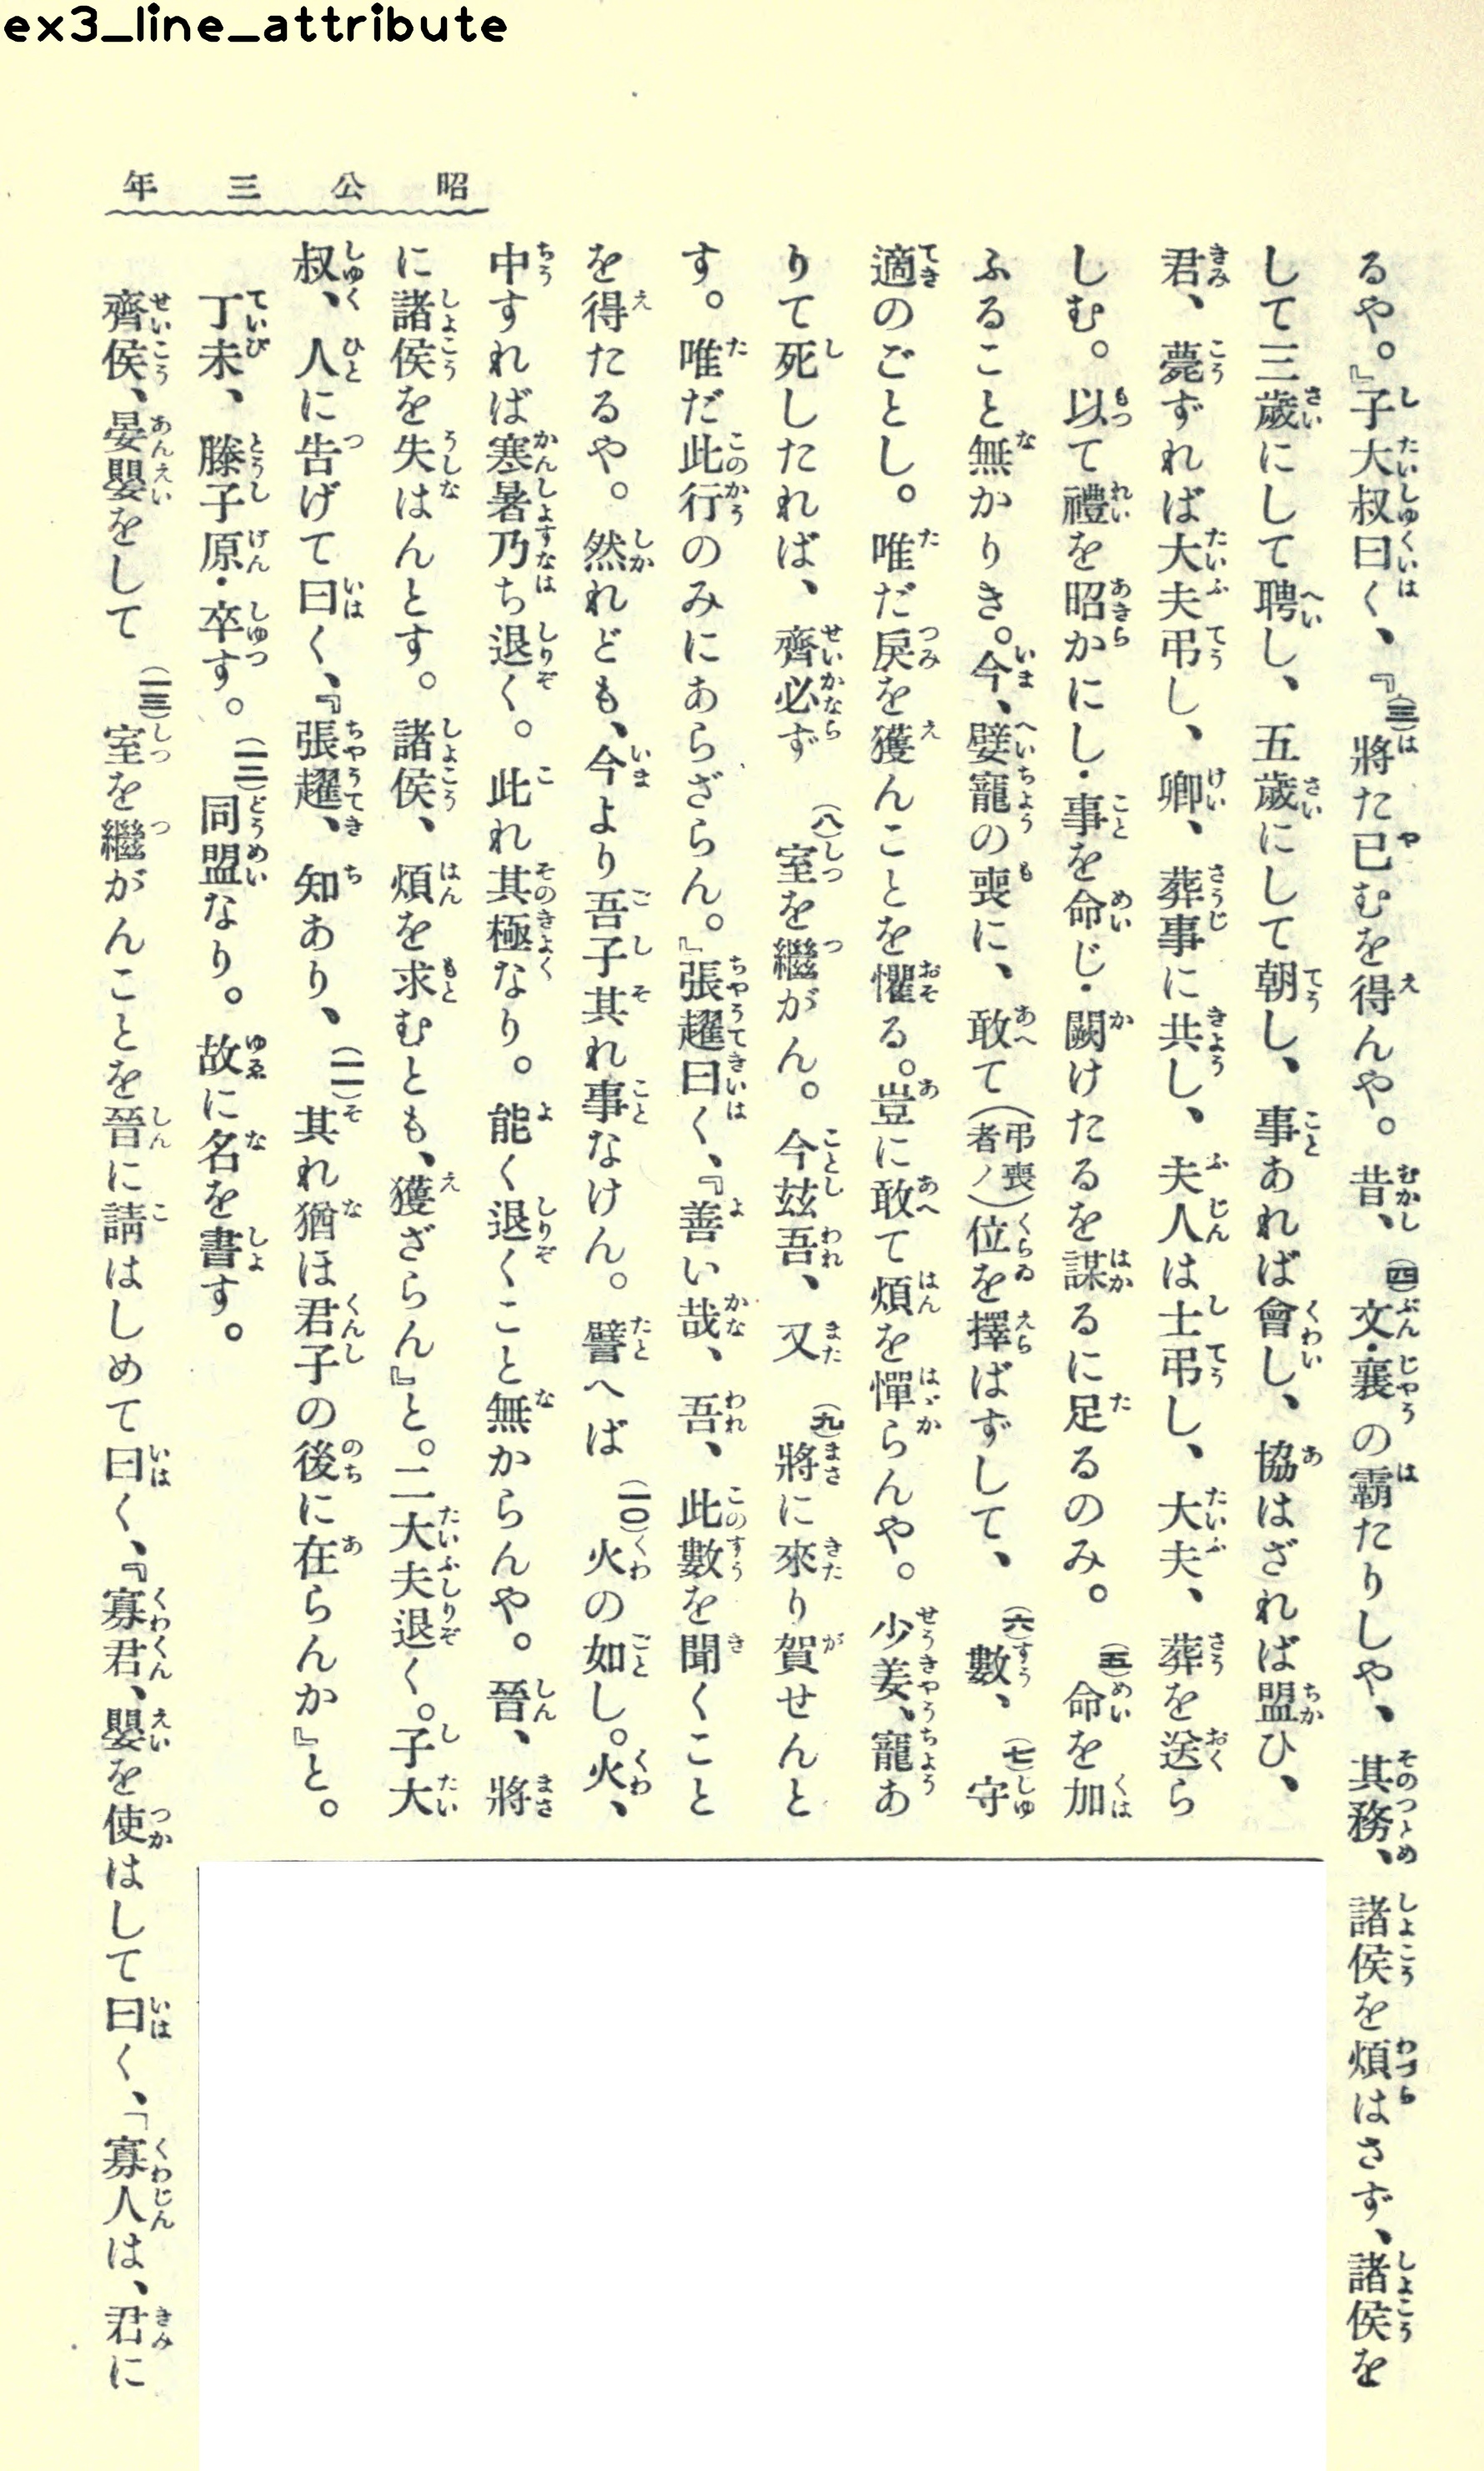 ex3_line_attribute
昭公三年
るや。』子大叔曰く、『(三)將た已むを得んや。昔、(四)文・襄の霸たりしや、其務、諸侯を煩はさず、諸侯を
して三歲にして聘し、五歲にして朝し、事あれば會し、協はざれば盟ひ、
君、薨ずれば大夫弔し、卿、葬事に共し、夫人は士弔し、大夫、葬を送ら
しむ。以て禮を昭かにし・事を命じ・闕けたるを謀るに足るのみ。(五)命を加
ふること無かりき。今、嬖寵の喪に、敢て(弔喪者ノ)位を擇ばずして、(六)數、(七)守
適のごとし。唯だ戾を獲んことを懼る。豈に敢て煩を憚らんや。少姜、寵あ
りて死したれば、齊必ず(八)室を繼がん。今玆吾、又(九)將に來り賀せんと
す。唯だ此行のみにあらざらん。』張趯曰く、『善い哉、吾、此數を聞くこと
を得たるや。然れども、今より吾子其れ事なけん。譬へば(一〇)火の如し。火、
中すれば寒暑乃ち退く。此れ其極なり。能く退くこと無からんや。晉、將
に諸侯を失はんとす。諸侯、煩を求むとも、獲ざらん』と。二大夫退く。子大
叔、人に吿げて曰く、『張趯、知あり、(一一)其れ猶ほ君子の後に在らんか』と。
丁未、滕子原・卒す。(一二)同盟なり。故に名を書す。
齊侯、晏嬰をして(一三)室を繼がんことを晉に請はしめて曰く、『寡君、嬰を使はして曰く、「寡人は、君に